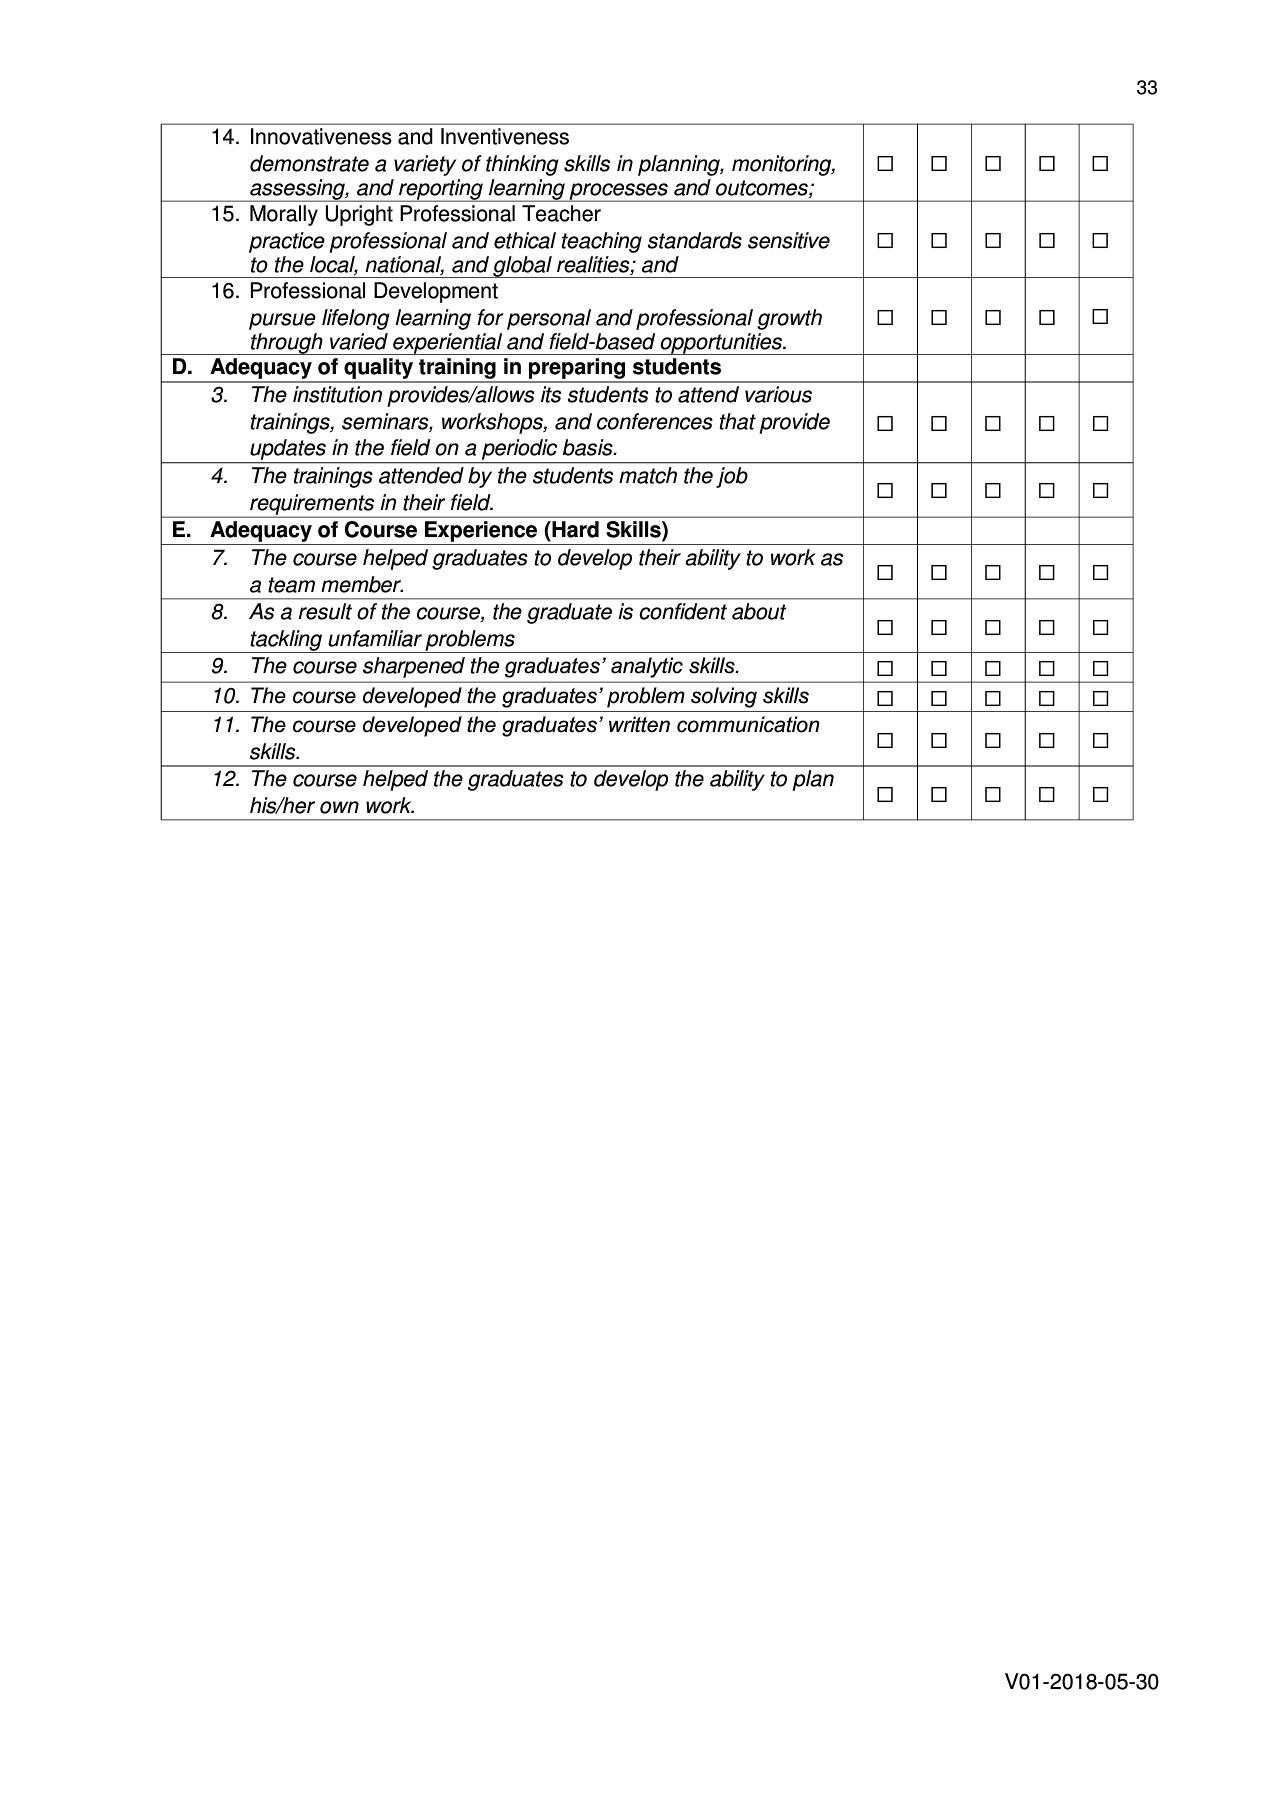 33
14. Innovativeness and Inventiveness
demonstrate a variety of thinking skills in planning, monitoring,
assessing, and reporting learning processes and outcomes;
☐ ☐ ☐ ☐ ☐
15. Morally Upright Professional Teacher
practice professional and ethical teaching standards sensitive
to the local, national, and global realities; and
☐ ☐ ☐ ☐ ☐
16. Professional Development
pursue lifelong learning for personal and professional growth
through varied experiential and field-based opportunities.
☐ ☐ ☐ ☐ ☐
D. Adequacy of quality training in preparing students
3. The institution provides/allows its students to attend various
trainings, seminars, workshops, and conferences that provide
updates in the field on a periodic basis.
☐ ☐ ☐ ☐ ☐
4. The trainings attended by the students match the job
requirements in their field.
☐ ☐ ☐ ☐ ☐
E. Adequacy of Course Experience (Hard Skills)
7. The course helped graduates to develop their ability to work as
a team member.
☐ ☐ ☐ ☐ ☐
8. As a result of the course, the graduate is confident about
tackling unfamiliar problems
☐ ☐ ☐ ☐ ☐
9. The course sharpened the graduates’ analytic skills.
☐ ☐ ☐ ☐ ☐
10. The course developed the graduates’ problem solving skills
☐ ☐ ☐ ☐ ☐
11. The course developed the graduates’ written communication
skills.
☐ ☐ ☐ ☐ ☐
12. The course helped the graduates to develop the ability to plan
his/her own work.
☐ ☐ ☐ ☐ ☐
V01-2018-05-30